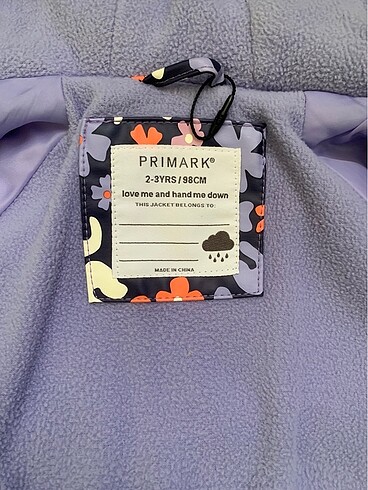 PRIMARK®
2-3YRS / 98CM
love me and hand me down
THIS JACKET BELONGS TO:
MADE IN CHINA